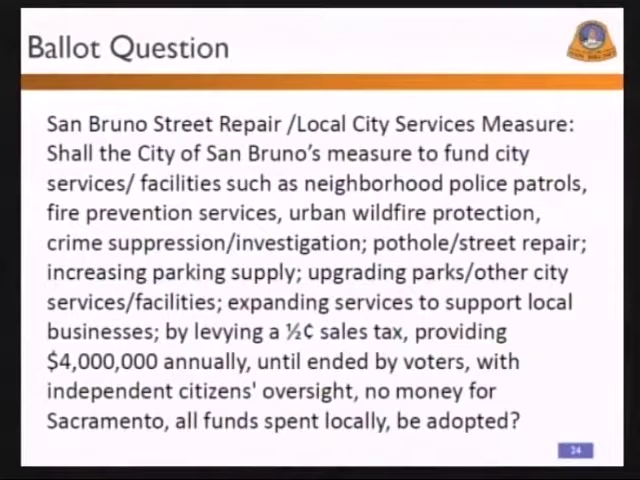 Ballot Question
San Bruno Street Repair /Local City Services Measure:
Shall the City of San Bruno's measure to fund city
services/ facilities such as neighborhood police patrols,
fire prevention services, urban wildfire protection,
crime suppression/investigation; pothole/street repair;
increasing parking supply; upgrading parks/other city
services/facilities; expanding services to support local
businesses; by levying a ½¢ sales tax, providing
$4,000,000 annually, until ended by voters, with
independent citizens' oversight, no money for
Sacramento, all funds spent locally, be adopted?
24